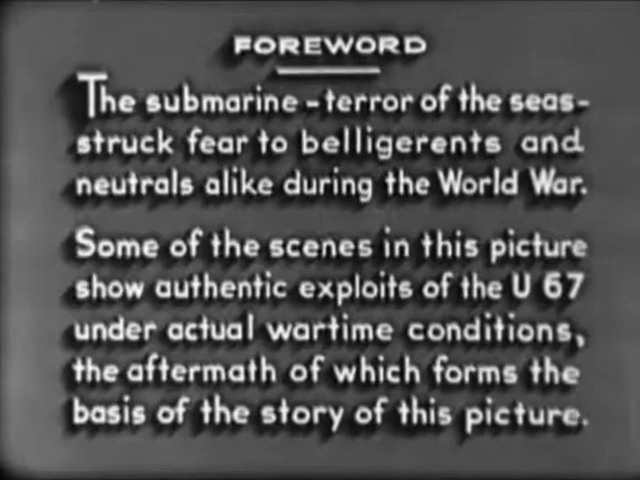 FOREWORD
The submarine - terror of the seas-
struck fear to belligerents and
neutrals alike during the World War.
Some of the scenes in this picture
show authentic exploits of the U 67
under actual wartime conditions,
the aftermath of which forms the
basis of the story of this picture.